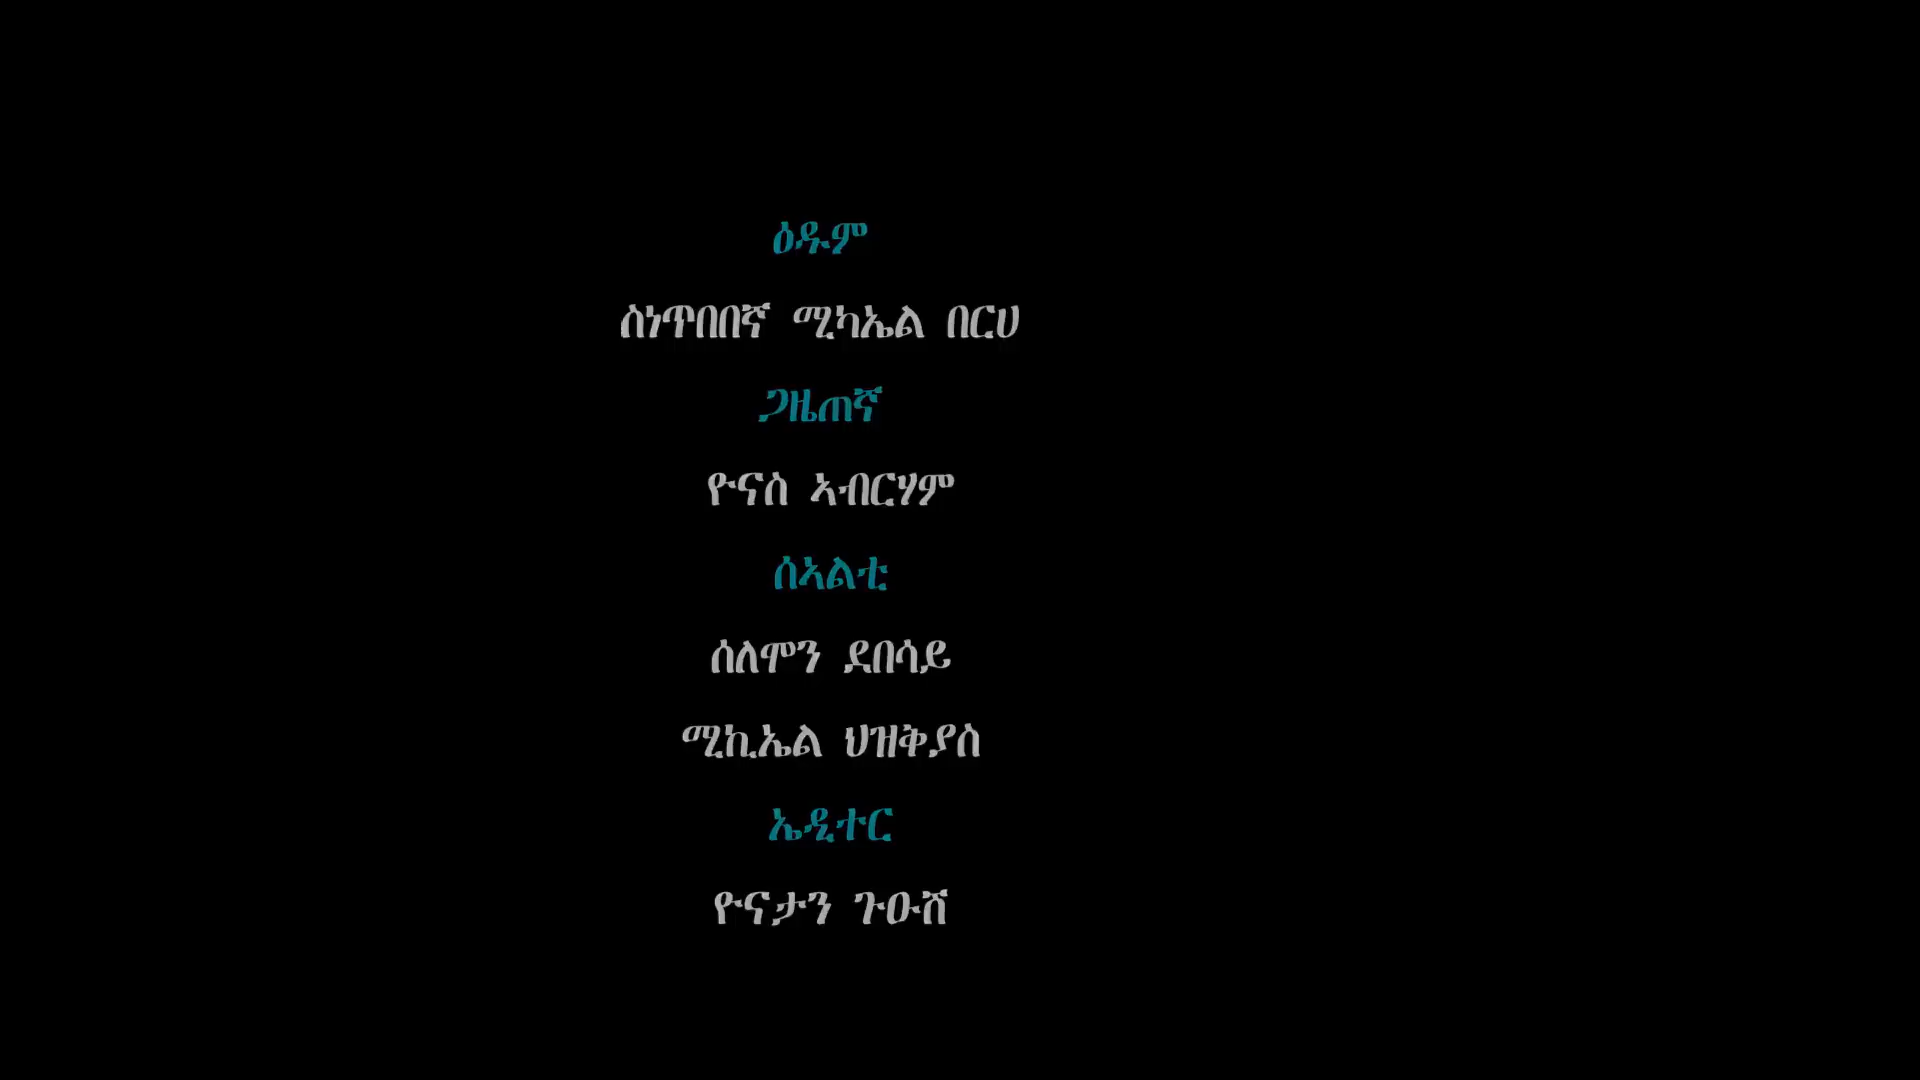 ዕዱም
ስነጥበበኛ ሚካኤል በርሀ
ጋዜጠኛ
ዮናስ ኣብርሃም
ሰኣልቲ
ሰለሞን ደበሳይ
ሚኪኤል ህዝቅያስ
ኤዲተር
ዮናታን ጉዑሽ